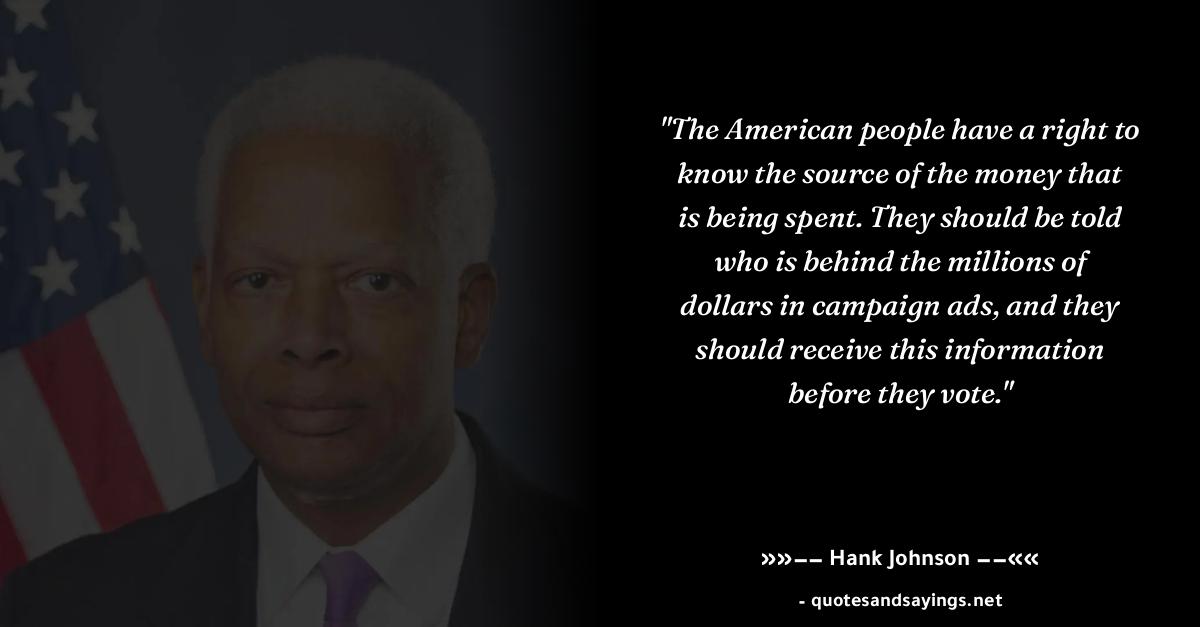 "The American people have a right to
know the source of the money that
is being spent. They should be told
who is behind the millions of
dollars in campaign ads, and they
should receive this information
before they vote."
»»–– Hank Johnson ––««
- quotesandsayings.net